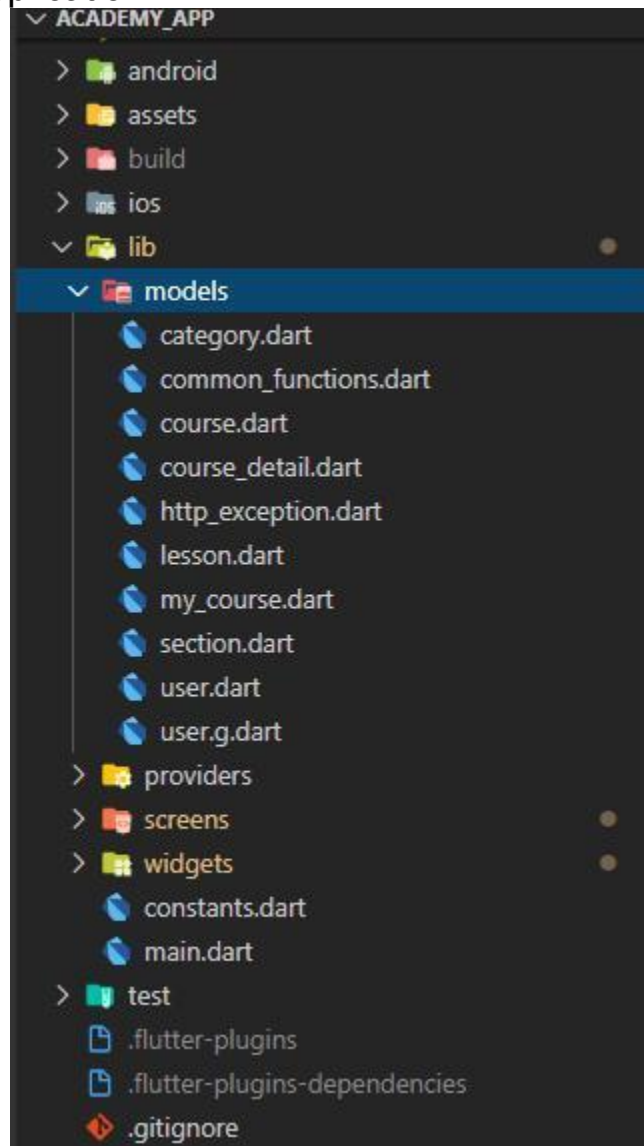 ACADEMY_APP
android
assets
build
ios
lib
models
category.dart
common_functions.dart
course.dart
course_detail.dart
http_exception.dart
lesson.dart
my_course.dart
section.dart
user.dart
user.g.dart
providers
screens
widgets
constants.dart
main.dart
test
.flutter-plugins
.flutter-plugins-dependencies
.gitignore